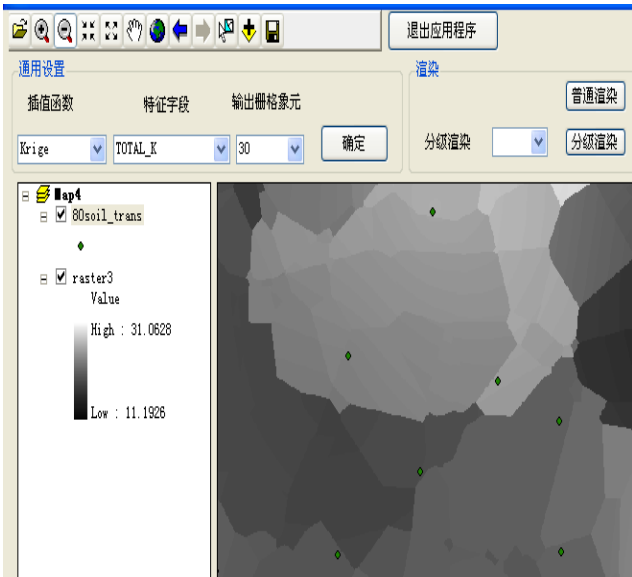 退出应用程序
通用设置
渲染
插值函数
特征字段
输出栅格象元
普通渲染
Krige
TOTAL_K
30
确定
分级渲染
分级渲染
Map4
80soil_trans
raster3
Value
High : 31.0628
Low : 11.1926